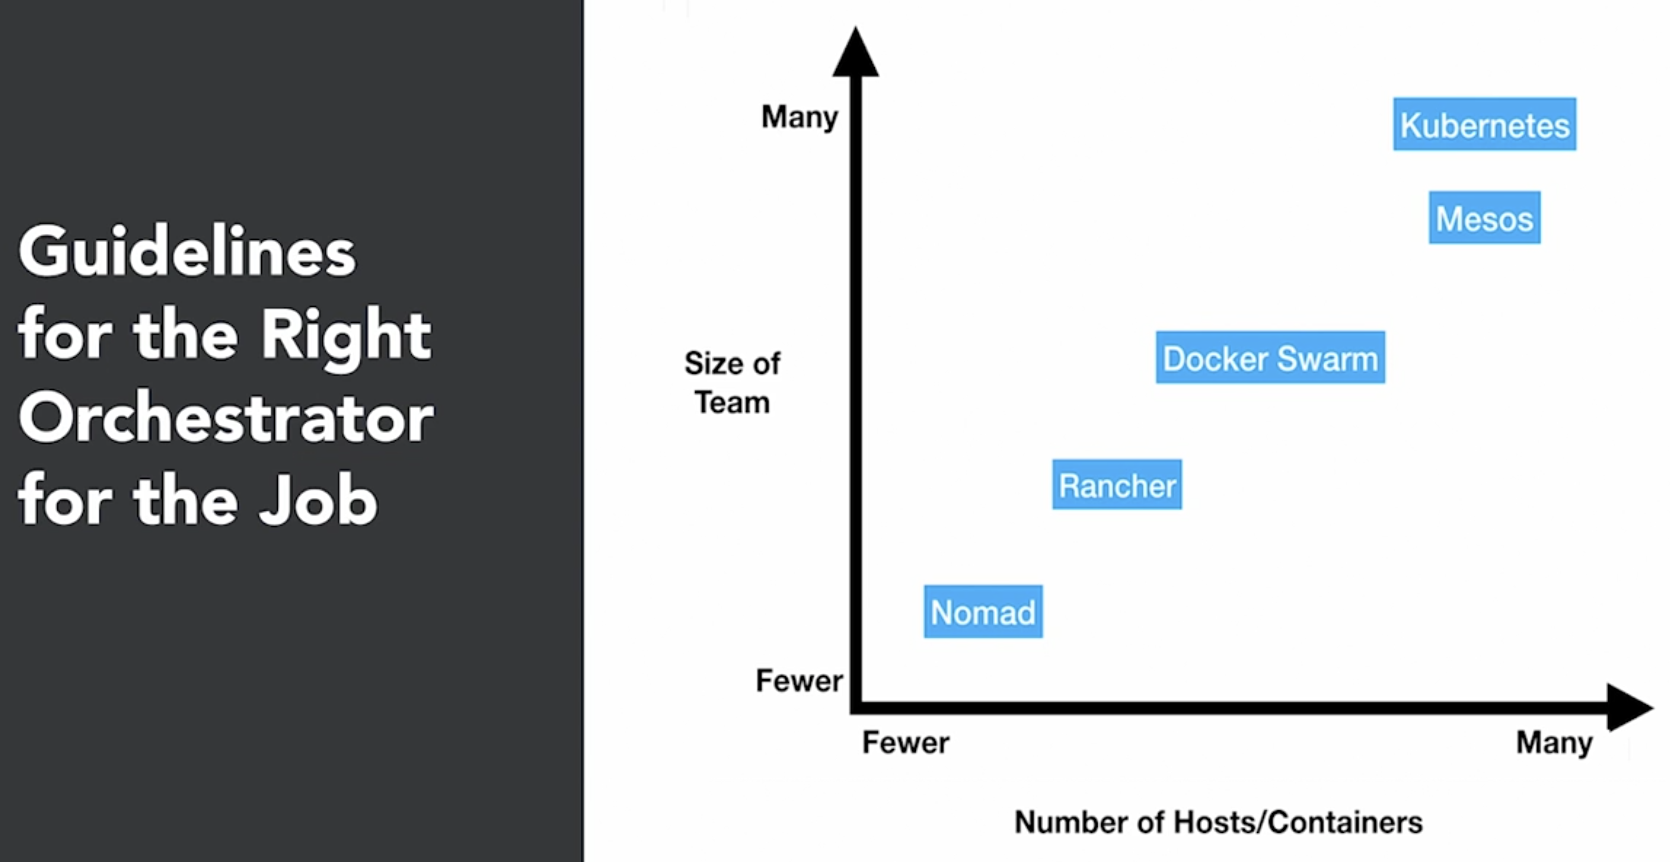 Guidelines
for the Right
Orchestrator
for the Job
Many
Kubernetes
Mesos
Size of
Team
Docker Swarm
Rancher
Nomad
Fewer
Fewer
Many
Number of Hosts/Containers